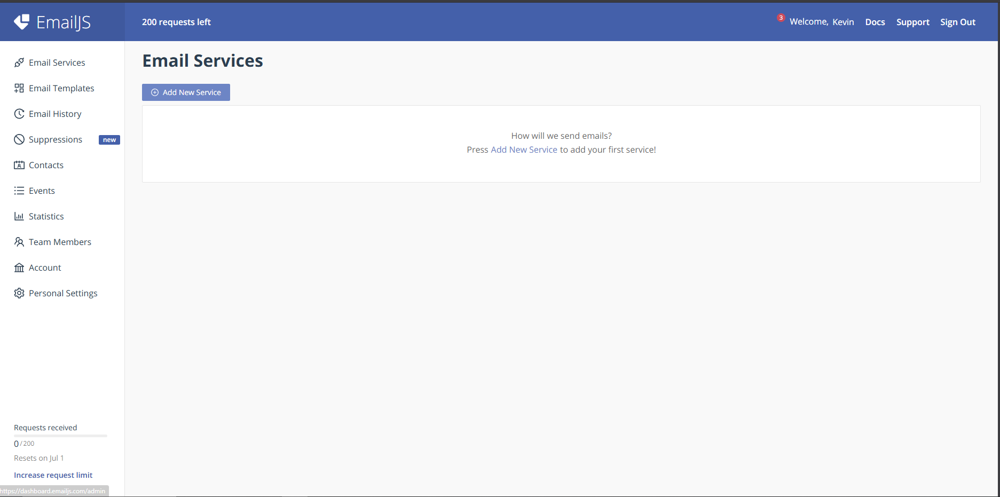 EmailJS
200 requests left
3
Welcome, Kevin
Docs
Support
Sign Out
Email Services
Email Templates
Email History
Suppressions
new
Contacts
Events
Statistics
Team Members
Account
Personal Settings
Requests received
0/200
Resets on Jul 1
Increase request limit
https://dashboard.emailjs.com/admin
Email Services
Add New Service
How will we send emails?
Press Add New Service to add your first service!